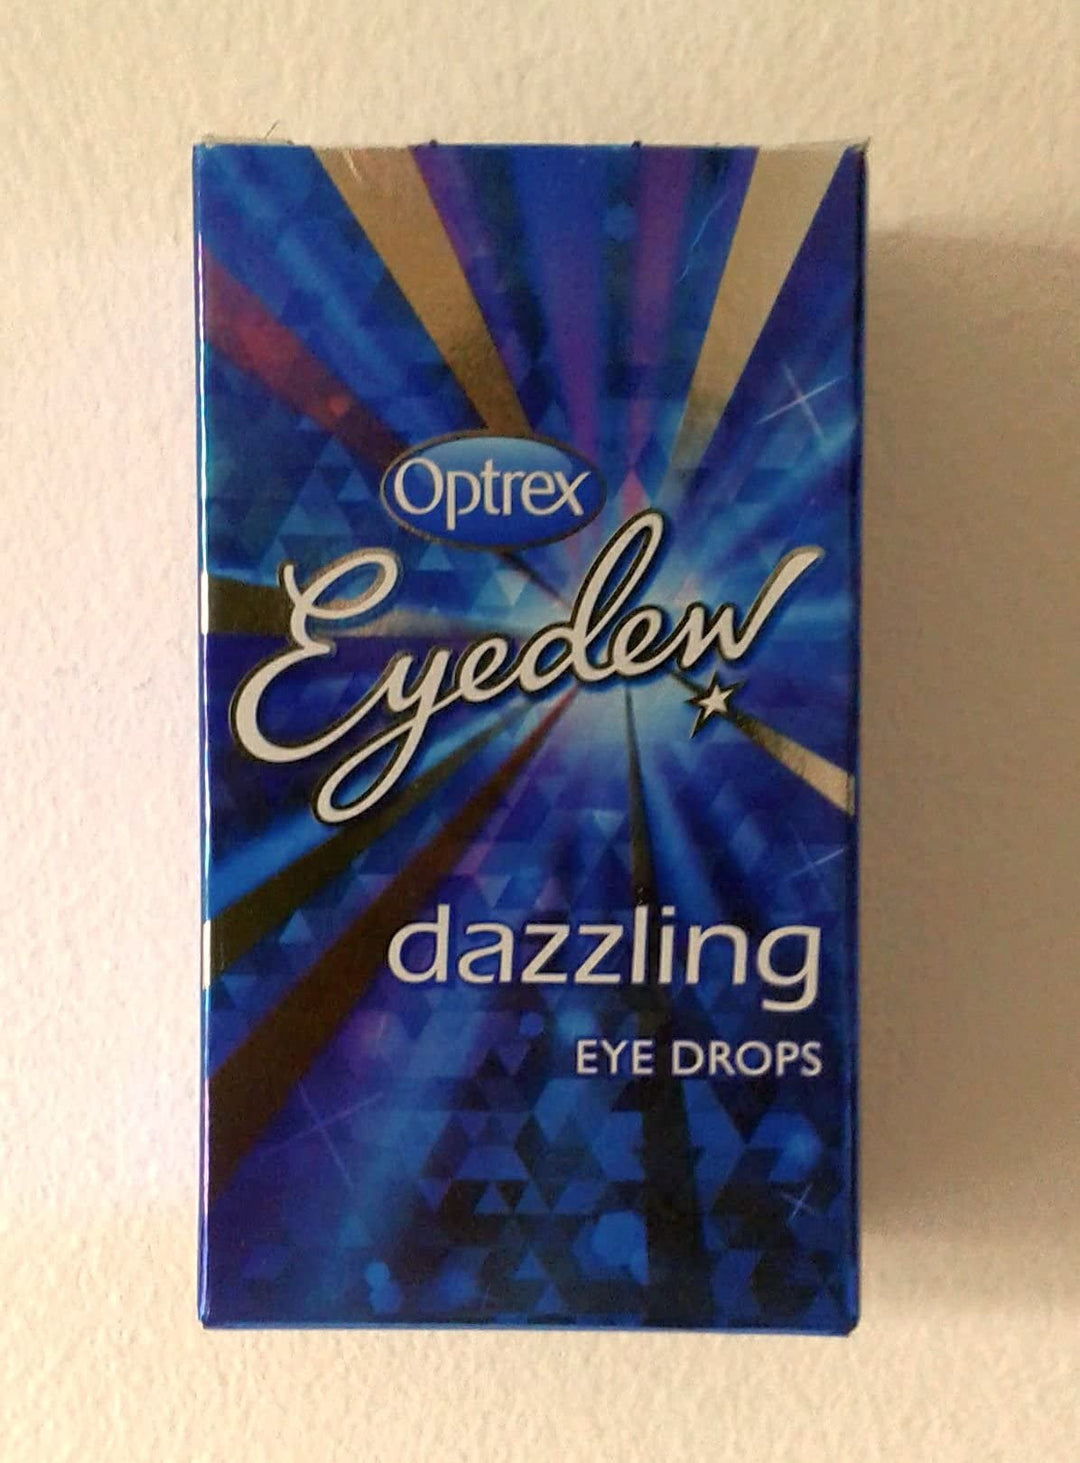 Optrex
Eyedew
dazzling
EYE DROPS